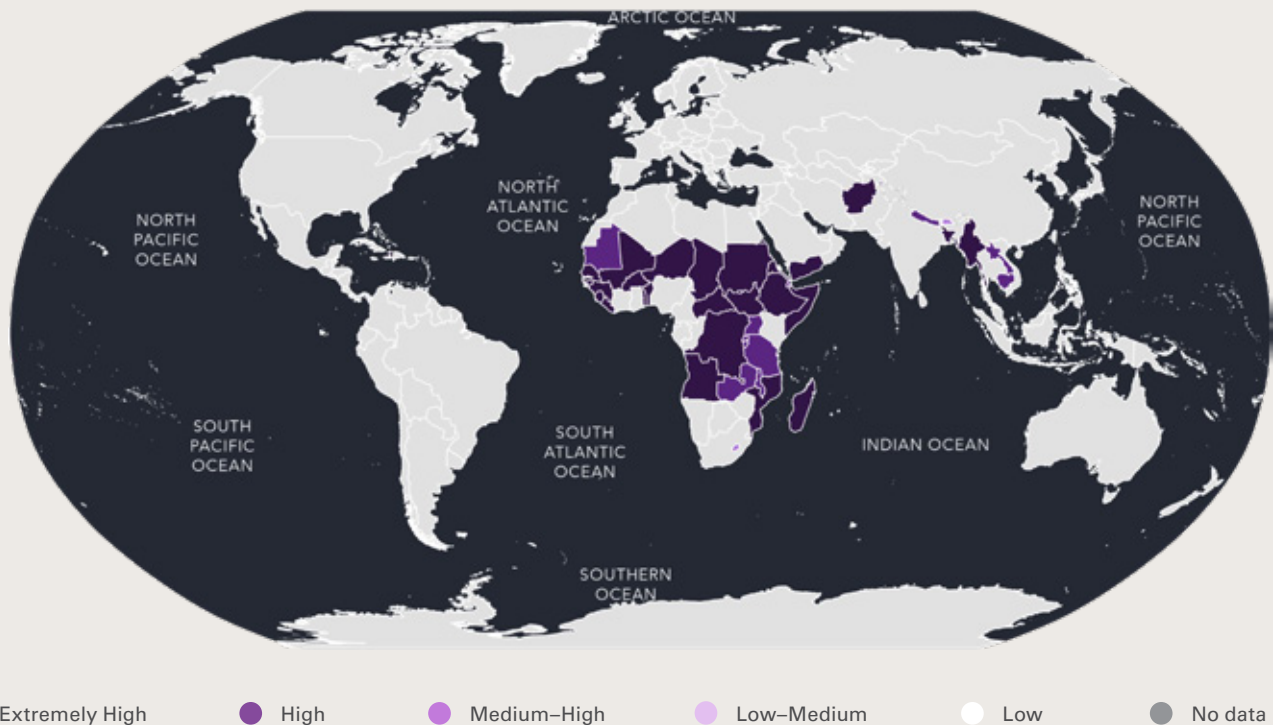 ARCTIC OCEAN
NORTH
ATLANTIC
OCEAN
NORTH
PACIFIC
OCEAN
NORTH
PACIFIC
OCEAN
SOUTH
PACIFIC
OCEAN
SOUTH
ATLANTIC
OCEAN
INDIAN OCEAN
SOUTHERN
OCEAN
Extremely High High Medium–High Low–Medium Low No data